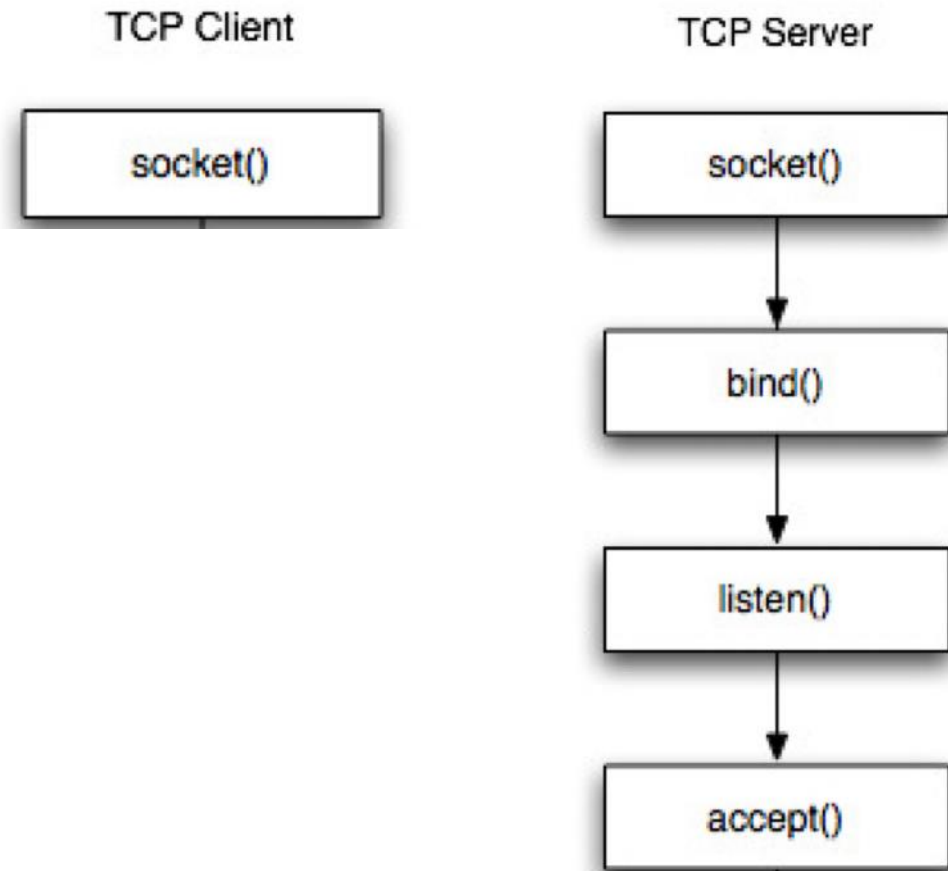 TCP Client
TCP Server
socket()
socket()
bind()
listen()
accept()